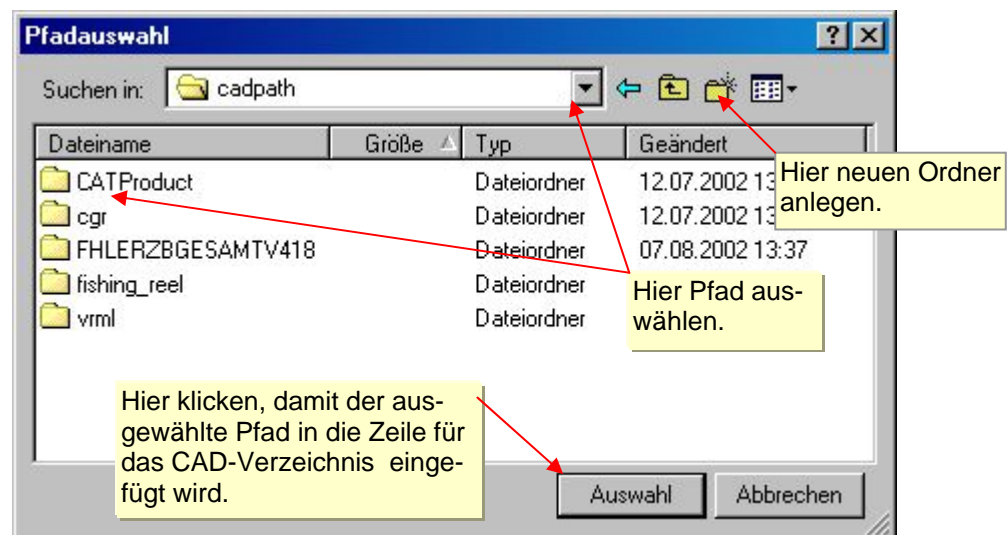 Pfadauswahl
Suchen in: cadpath
Dateiname Größe Typ Geändert
CATProduct Dateiordner 12.07.2002 13
cgr Dateiordner 12.07.2002 13
FHLERZBGESAMTV418 Dateiordner 07.08.2002 13:37
fishing_reel Dateiordner
vrml Dateiordner
Hier neuen Ordner
anlegen.
Hier Pfad aus-
wählen.
Hier klicken, damit der aus-
gewählte Pfad in die Zeile für
das CAD-Verzeichnis einge-
fügt wird.
Auswahl Abbrechen